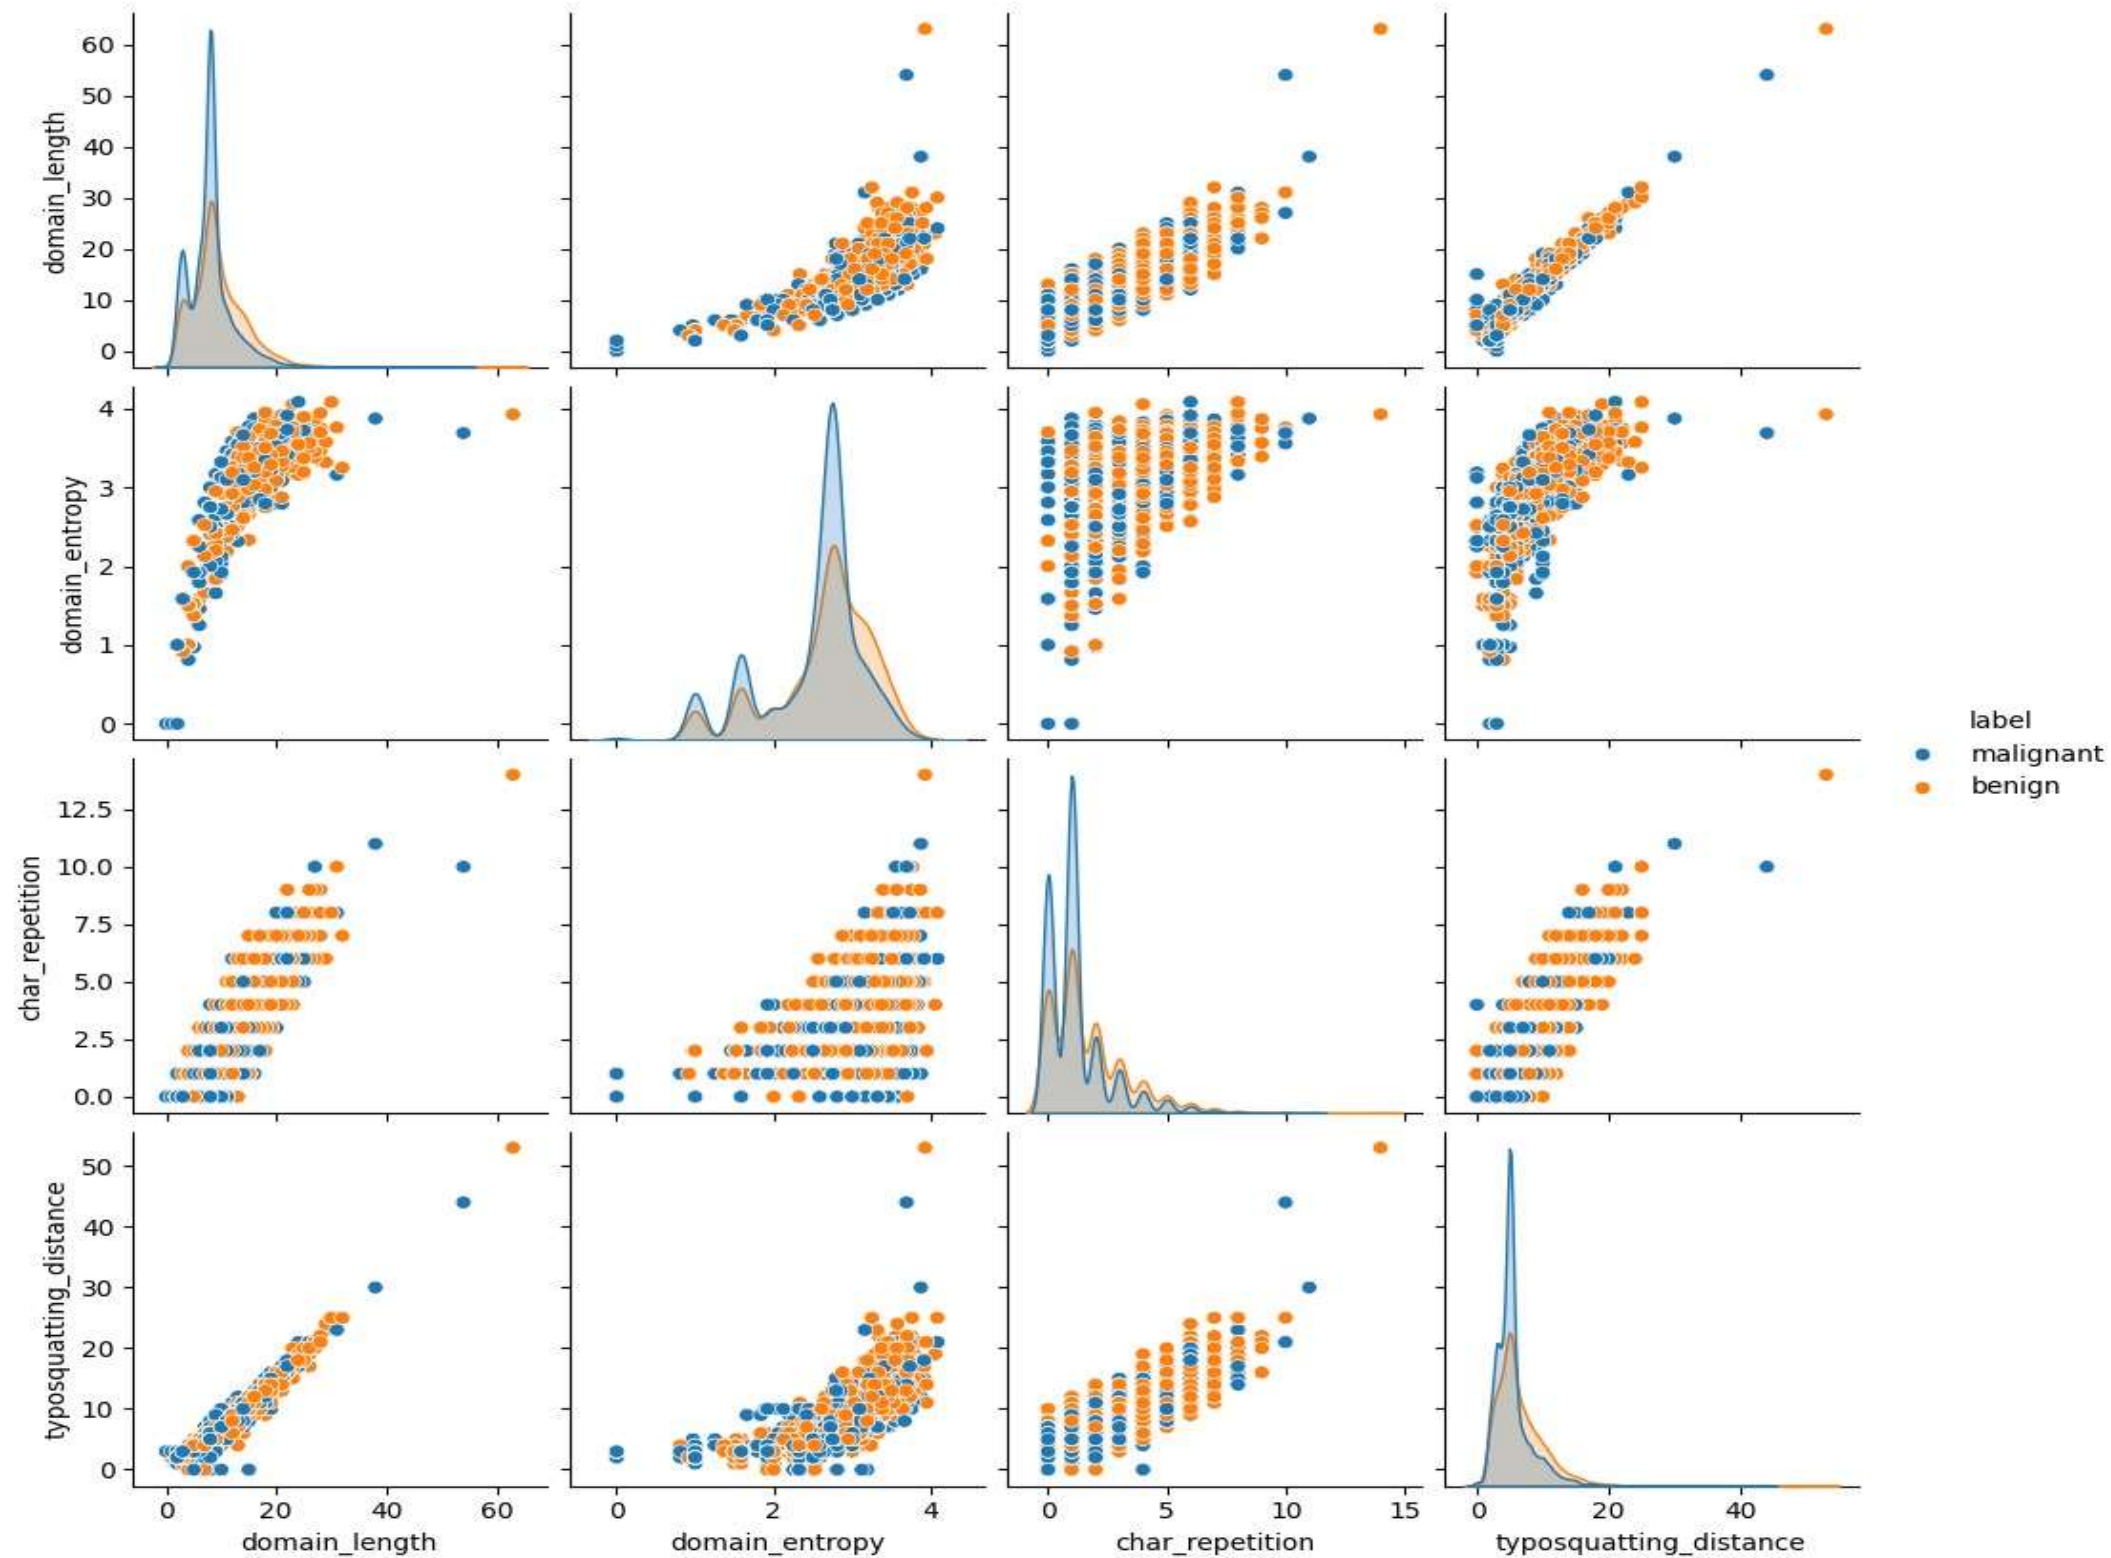 domain_length
60
50
40
30
20
10
0
domain_entropy
4
3
2
1
0
label
malignant
benign
char_repetition
12.5
10.0
7.5
5.0
2.5
0.0
typosquatting_distance
50
40
30
20
10
0
0 20 40 60 0 2 4 0 5 10 15 0 20 40
domain_length domain_entropy char_repetition typosquatting_distance